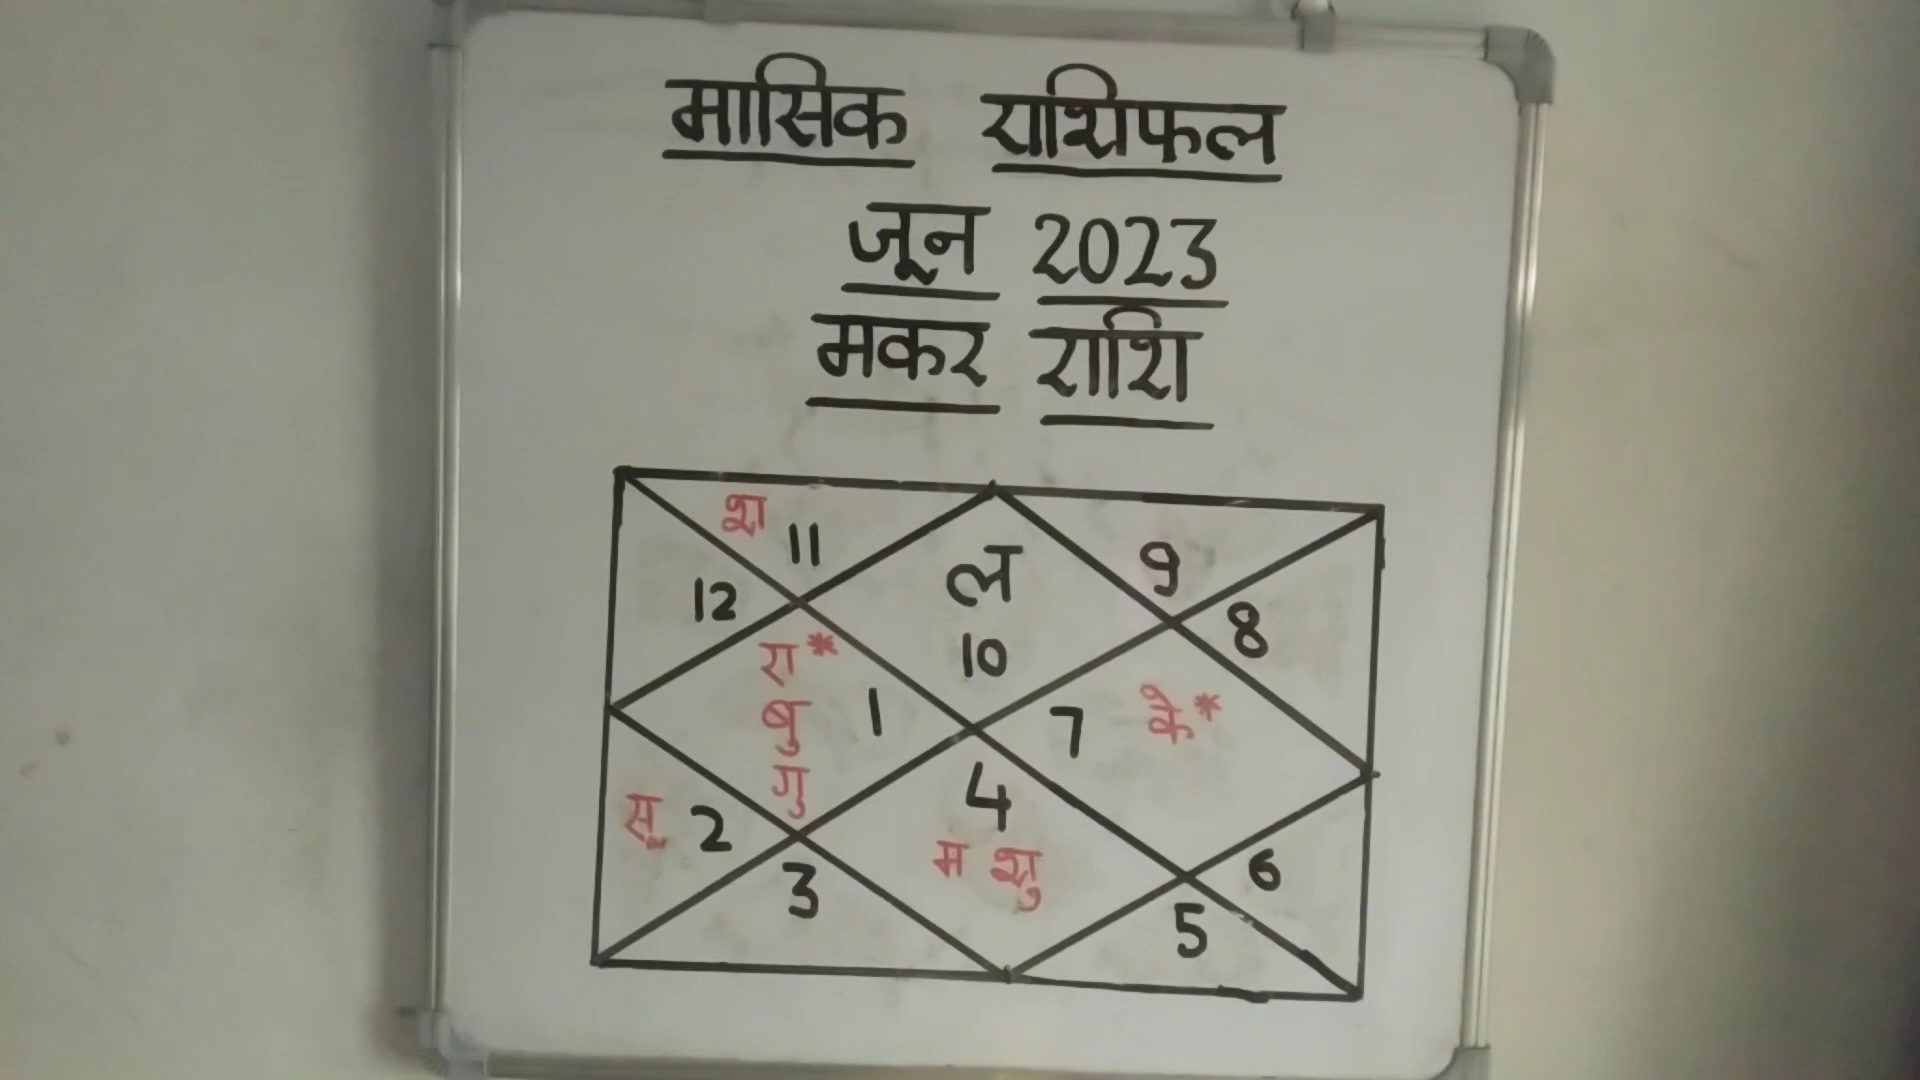 मासिक राशिफल
जून 2023
मकर राशि
श 11
12
ल
10
9
8
रा*
बु 1
गु
7 के*
सू 2
3
4
म शु
6
5